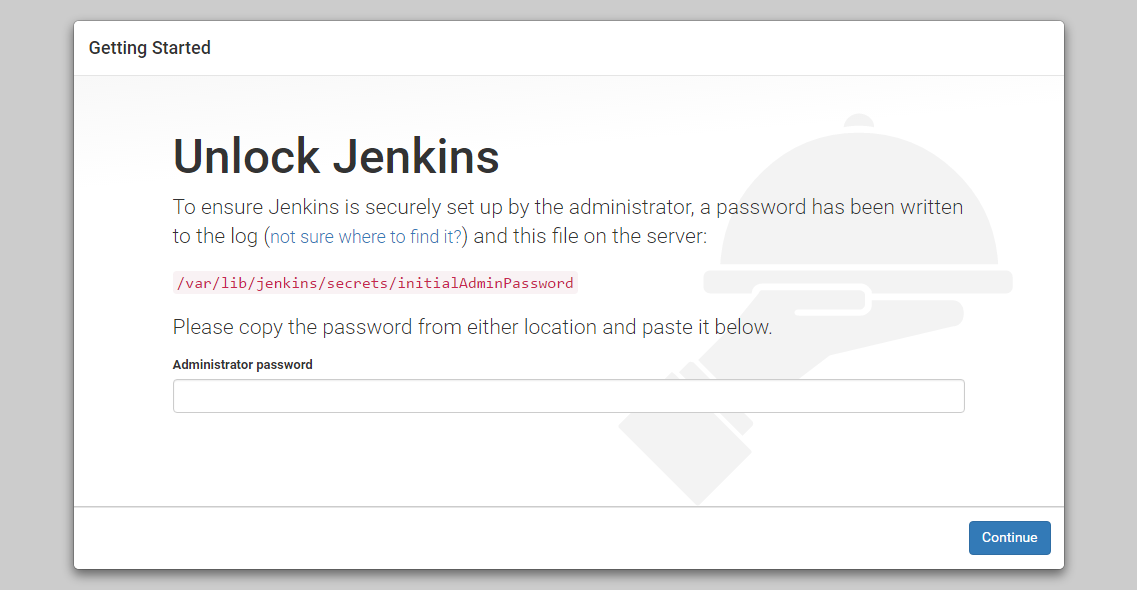 Getting Started
Unlock Jenkins
To ensure Jenkins is securely set up by the administrator, a password has been written
to the log (not sure where to find it?) and this file on the server:
/var/lib/jenkins/secrets/initialAdminPassword
Please copy the password from either location and paste it below.
Administrator password
Continue